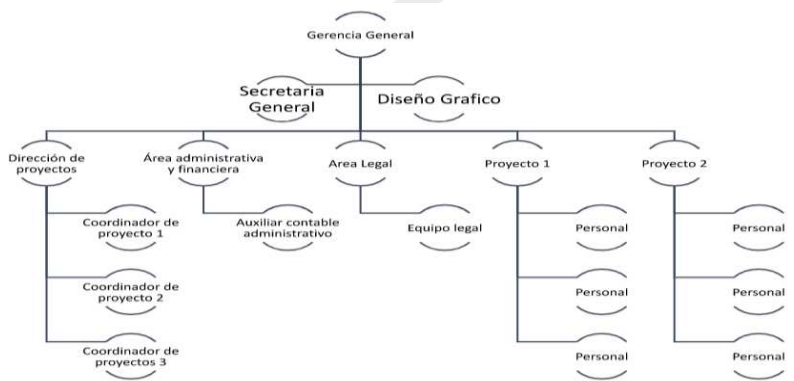 Gerencia General
Secretaria
General
Diseño Grafico
Dirección de
proyectos
Área administrativa
y financiera
Area Legal
Proyecto 1
Proyecto 2
Coordinador de
proyecto 1
Auxiliar contable
administrativo
Equipo legal
Personal
Personal
Coordinador de
proyecto 2
Personal
Personal
Coordinador de
proyectos 3
Personal
Personal